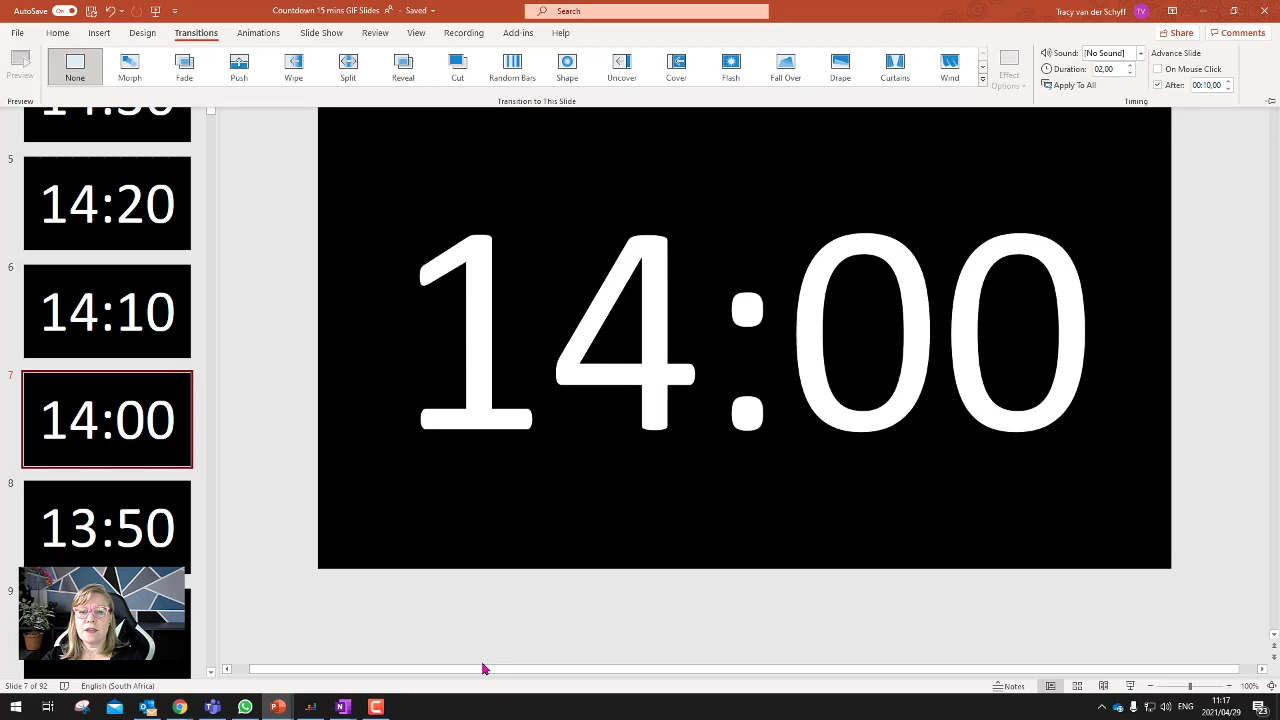 AutoSave On
Countdown 15 mins GIF Slides
Saved
Search
Tracy van der Schyff TV
File Home Insert Design Transitions Animations Slide Show Review View Recording Add-ins Help
Share Comments
Preview
None Morph Fade Push Wipe Split Reveal Cut Random Bars Shape Uncover Cover Flash Fall Over Drape Curtains Wind
Effect
Options
Sound: [No Sound]
Duration: 02,00
Apply To All
Advance Slide
On Mouse Click
After: 00:10,00
Preview Transition to This Slide Timing
5
14:20
6
14:10
7
14:00
8
13:50
9
14:00
Slide 7 of 92 English (South Africa)
Notes
100%
ENG
11:17
2021/04/29
23